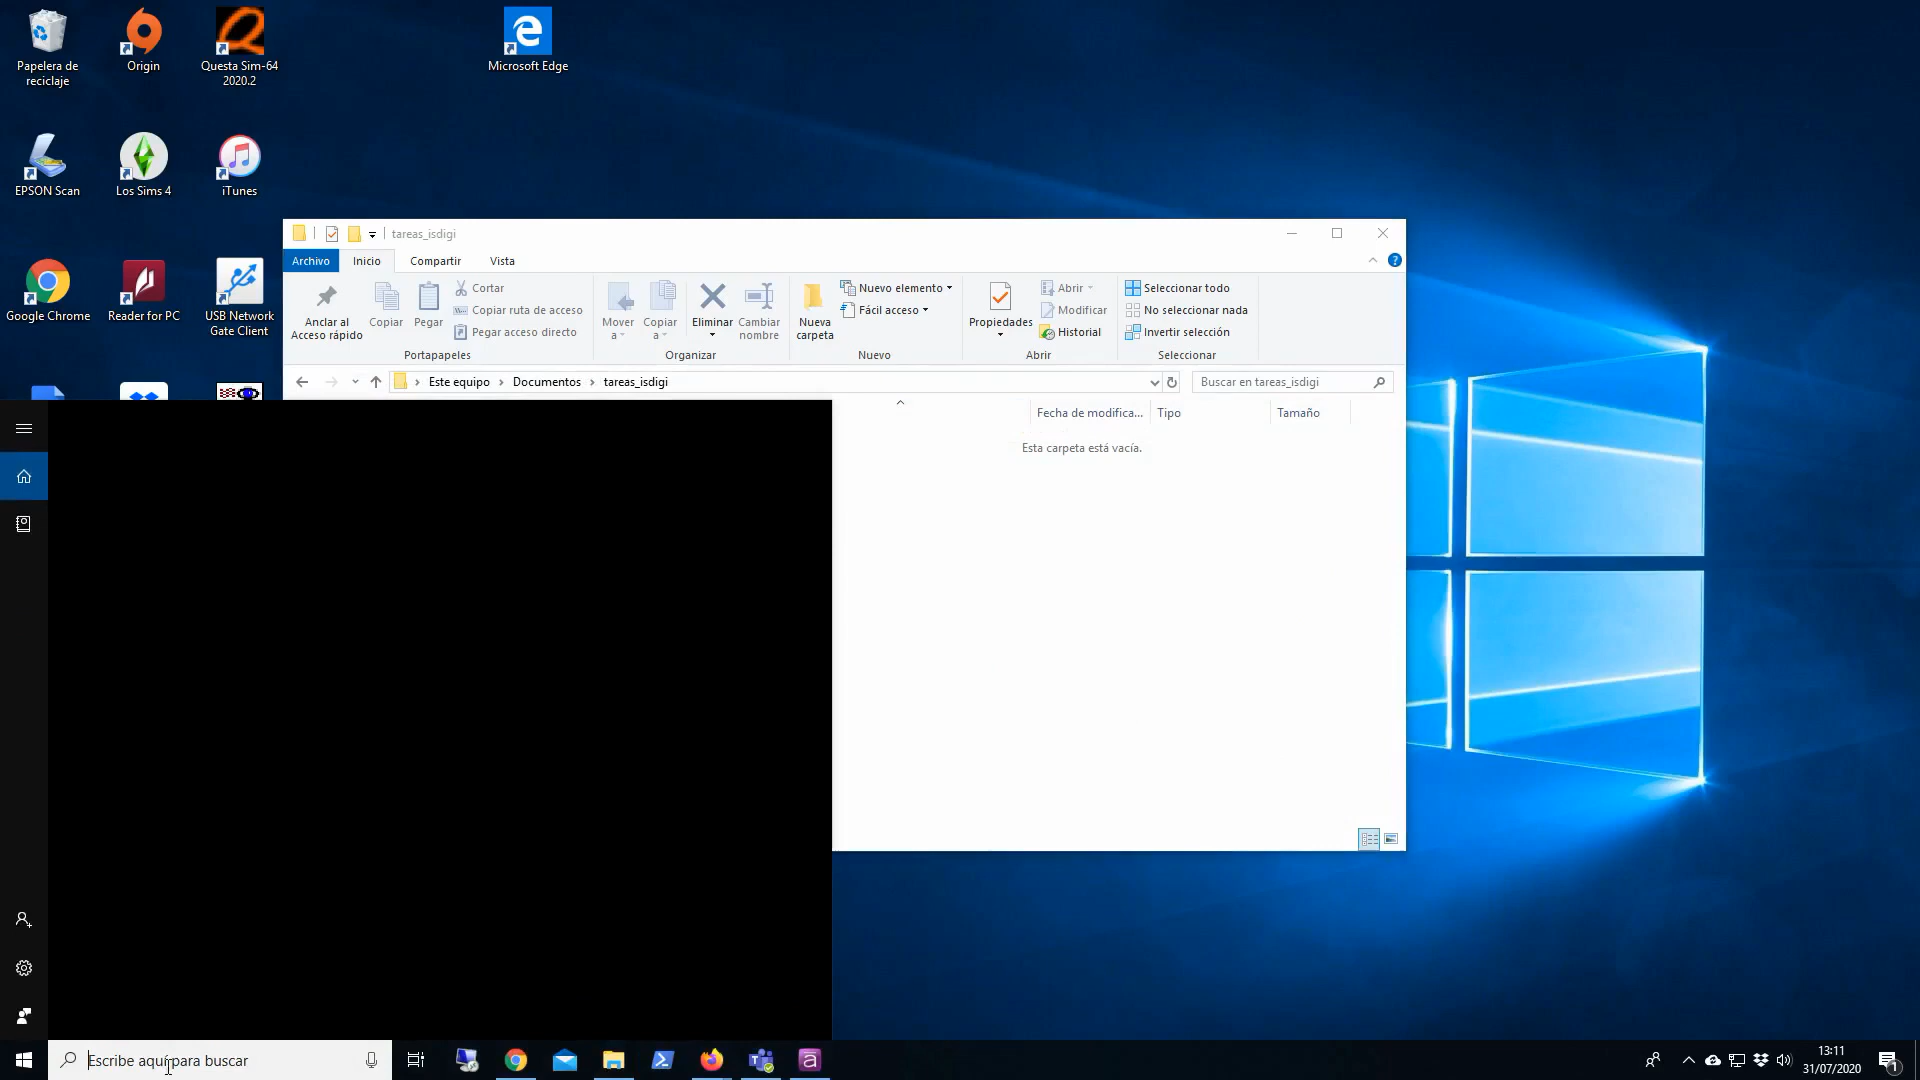 Papelera de
reciclaje
Origin
Questa Sim-64
2020.2
Microsoft Edge
EPSON Scan
Los Sims 4
iTunes
Google Chrome
Reader for PC
USB Network
Gate Client
tareas_isdigi
Archivo
Inicio
Compartir
Vista
Anclar al
Acceso rápido
Copiar
Pegar
Cortar
Copiar ruta de acceso
Pegar acceso directo
Portapapeles
Mover
a
Copiar
a
Eliminar
Cambiar
nombre
Organizar
Nueva
carpeta
Nuevo elemento
Fácil acceso
Nuevo
Propiedades
Abrir
Modificar
Historial
Abrir
Seleccionar todo
No seleccionar nada
Invertir selección
Seleccionar
Este equipo
Documentos
tareas_isdigi
Buscar en tareas_isdigi
Fecha de modifica...
Tipo
Tamaño
Esta carpeta está vacía.
Escribe aquí para buscar
13:11
31/07/2020
1